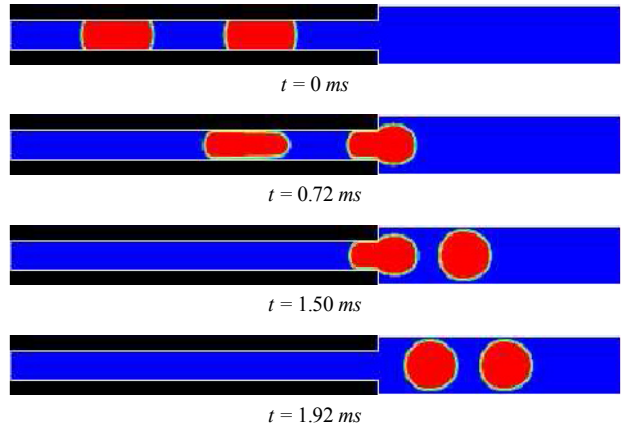 t = 0 ms
t = 0.72 ms
t = 1.50 ms
t = 1.92 ms